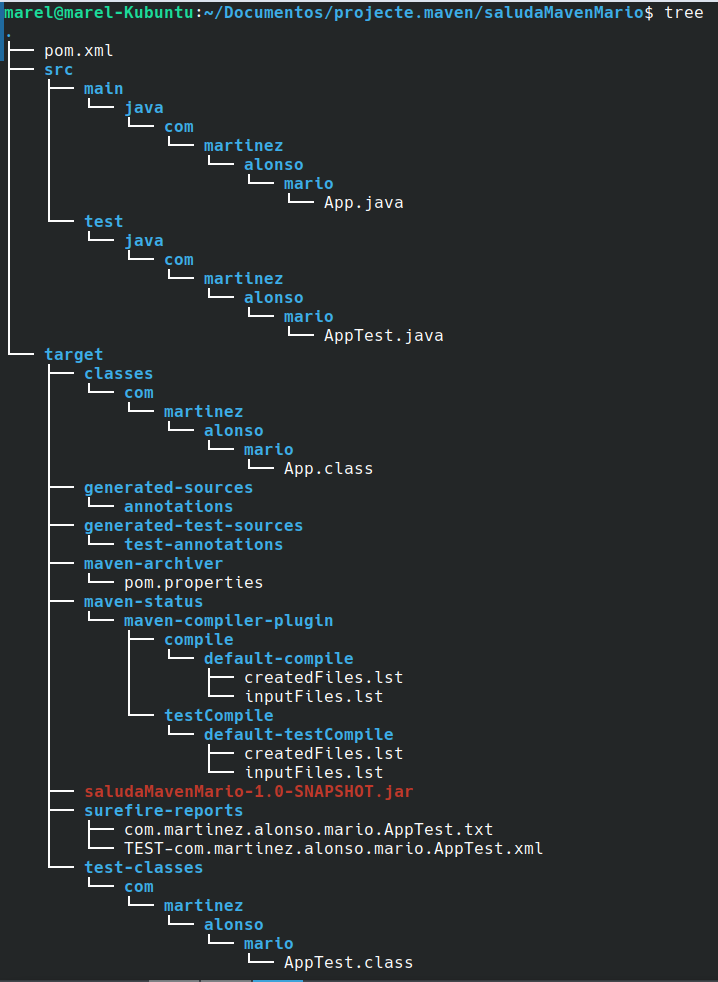 marel@marel-Kubuntu:~/Documentos/projecte.maven/saludaMavenMario$ tree
.
├── pom.xml
├── src
│   ├── main
│   │   └── java
│   │       └── com
│   │           └── martinez
│   │               └── alonso
│   │                   └── mario
│   │                       └── App.java
│   └── test
│       └── java
│           └── com
│               └── martinez
│                   └── alonso
│                       └── mario
│                           └── AppTest.java
└── target
    ├── classes
    │   └── com
    │       └── martinez
    │           └── alonso
    │               └── mario
    │                   └── App.class
    ├── generated-sources
    │   └── annotations
    ├── generated-test-sources
    │   └── test-annotations
    ├── maven-archiver
    │   └── pom.properties
    ├── maven-status
    │   └── maven-compiler-plugin
    │       ├── compile
    │       │   └── default-compile
    │       │       ├── createdFiles.lst
    │       │       └── inputFiles.lst
    │       └── testCompile
    │           └── default-testCompile
    │               ├── createdFiles.lst
    │               └── inputFiles.lst
    ├── saludaMavenMario-1.0-SNAPSHOT.jar
    ├── surefire-reports
    │   ├── com.martinez.alonso.mario.AppTest.txt
    │   └── TEST-com.martinez.alonso.mario.AppTest.xml
    └── test-classes
        └── com
            └── martinez
                └── alonso
                    └── mario
                        └── AppTest.class